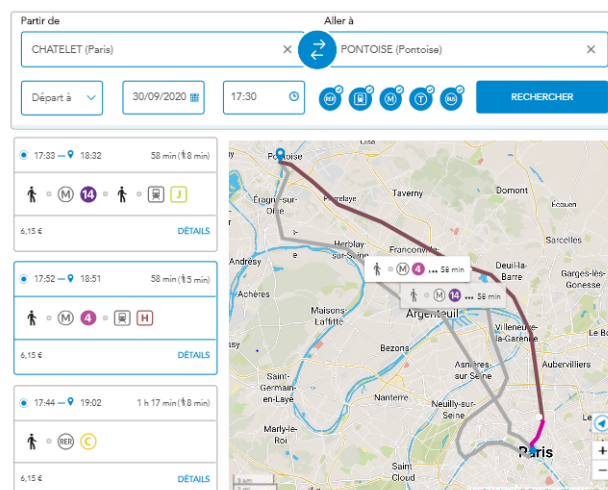 Partir de
Aller à
CHATELET (Paris)
PONTOISE (Pontoise)
Départ à
30/09/2020
17:30
RER
M
T
BUS
RECHERCHER
17:33 — 18:32
58 min (8 min)
M 14 J
6,15 €
DÉTAILS
17:52 — 18:51
58 min (5 min)
M 4 H
6,15 €
DÉTAILS
17:44 — 19:02
1 h 17 min (8 min)
RER C
6,15 €
DÉTAILS
Pontoise
Taverny
Domont
Écouen
Éragny-sur-
Oise
Pierrelaye
Herblay
sur-Seine
Franconville
Sarcelles
Andrésy
M 4 ... 58 min
Deuil-la-
Barre
Garges-lès-
Gonesse
Achères
M 14 ... 58 min
Maisons-
Laffitte
Argenteuil
Villeneuve-
la-Garenne
Le Bo
Bezons
Asnières
sur Seine
Aubervilliers
Saint-
Germain-
en-Laye
Nanterre
Neuilly-sur-
Seine
Marly-le-
Roi
Paris
Saint
Cloud
+
−